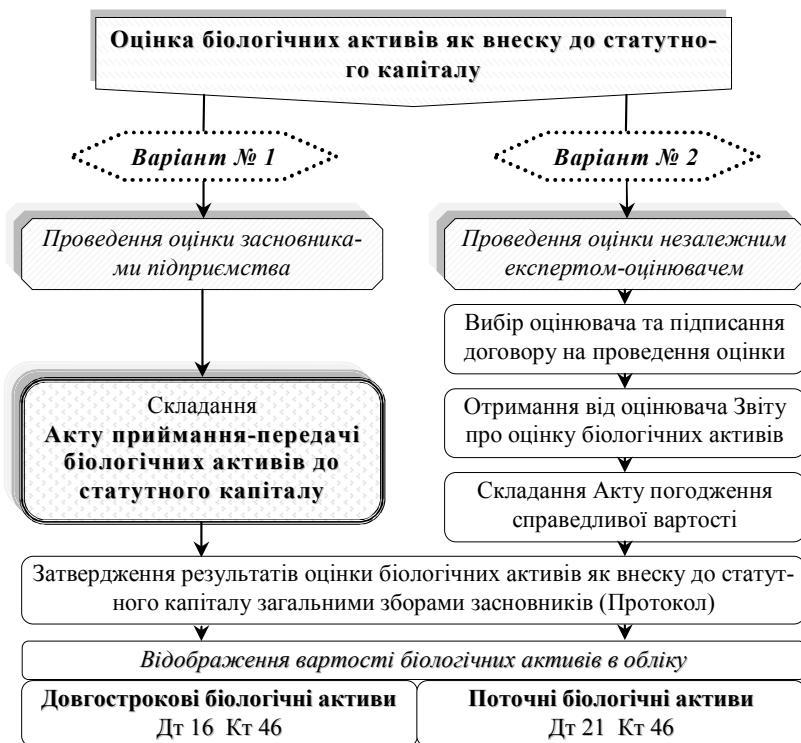 Оцінка біологічних активів як внеску до статутно-
го капіталу
Варіант № 1
Варіант № 2
Проведення оцінки засновника-
ми підприємства
Проведення оцінки незалежним
експертом-оцінювачем
Вибір оцінювача та підписання
договору на проведення оцінки
Складання
Акту приймання-передачі
біологічних активів до
статутного капіталу
Отримання від оцінювача Звіту
про оцінку біологічних активів
Складання Акту погодження
справедливої вартості
Затвердження результатів оцінки біологічних активів як внеску до статут-
ного капіталу загальними зборами засновників (Протокол)
Відображення вартості біологічних активів в обліку
Довгострокові біологічні активи
Дт 16 Кт 46
Поточні біологічні активи
Дт 21 Кт 46